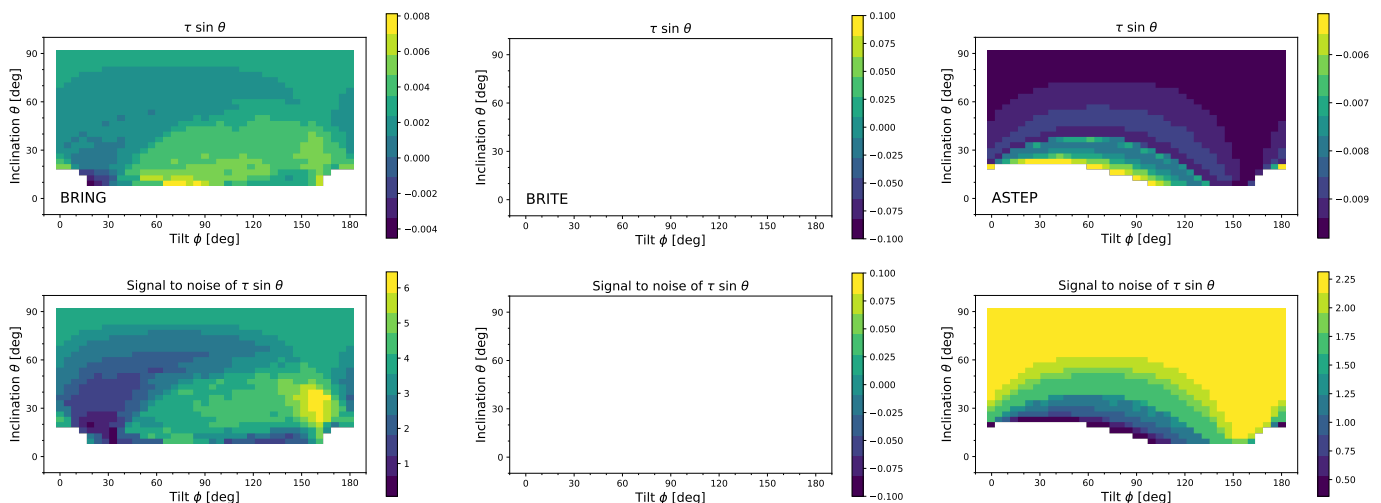 τ sin θ
Inclination θ [deg]
90
60
30
0
BRING
0 30 60 90 120 150 180
Tilt ϕ [deg]
0.008
0.006
0.004
0.002
0.000
−0.002
−0.004
τ sin θ
Inclination θ [deg]
90
60
30
0
BRITE
0 30 60 90 120 150 180
Tilt ϕ [deg]
0.100
0.075
0.050
0.025
0.000
−0.025
−0.050
−0.075
−0.100
τ sin θ
Inclination θ [deg]
90
60
30
0
ASTEP
0 30 60 90 120 150 180
Tilt ϕ [deg]
−0.006
−0.007
−0.008
−0.009
Signal to noise of τ sin θ
Inclination θ [deg]
90
60
30
0
0 30 60 90 120 150 180
Tilt ϕ [deg]
6
5
4
3
2
1
Signal to noise of τ sin θ
Inclination θ [deg]
90
60
30
0
0 30 60 90 120 150 180
Tilt ϕ [deg]
0.100
0.075
0.050
0.025
0.000
−0.025
−0.050
−0.075
−0.100
Signal to noise of τ sin θ
Inclination θ [deg]
90
60
30
0
0 30 60 90 120 150 180
Tilt ϕ [deg]
2.25
2.00
1.75
1.50
1.25
1.00
0.75
0.50